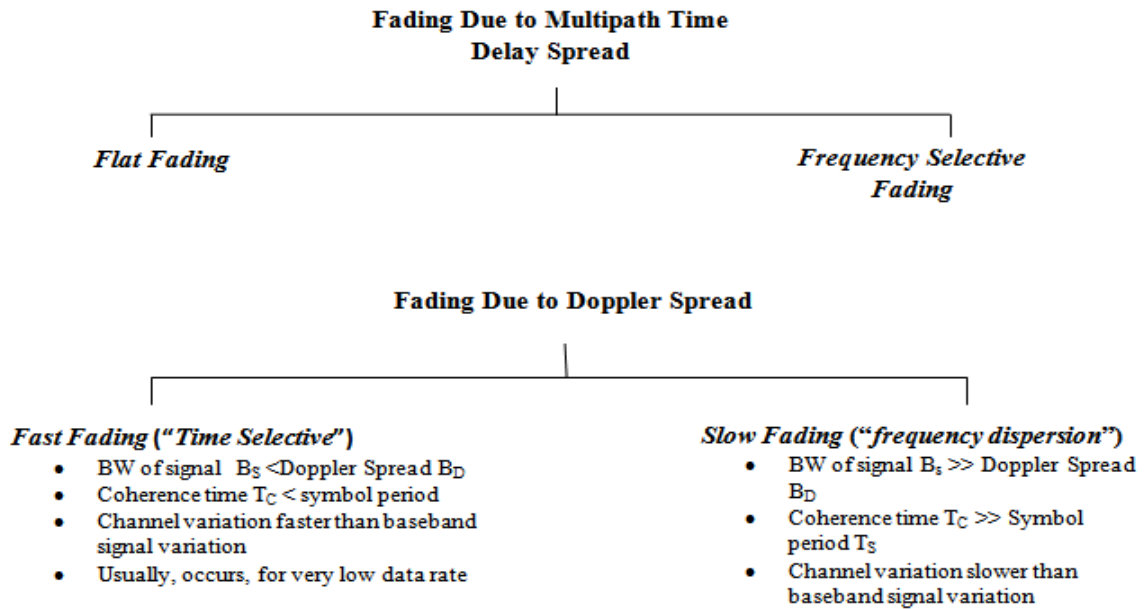 Fading Due to Multipath Time
Delay Spread
Flat Fading
Frequency Selective
Fading
Fading Due to Doppler Spread
Fast Fading ("Time Selective")
• BW of signal B_S <Doppler Spread B_D
• Coherence time T_C < symbol period
• Channel variation faster than baseband
signal variation
• Usually, occurs, for very low data rate
Slow Fading ("frequency dispersion")
• BW of signal B_s >> Doppler Spread
B_D
• Coherence time T_C >> Symbol
period T_S
• Channel variation slower than
baseband signal variation